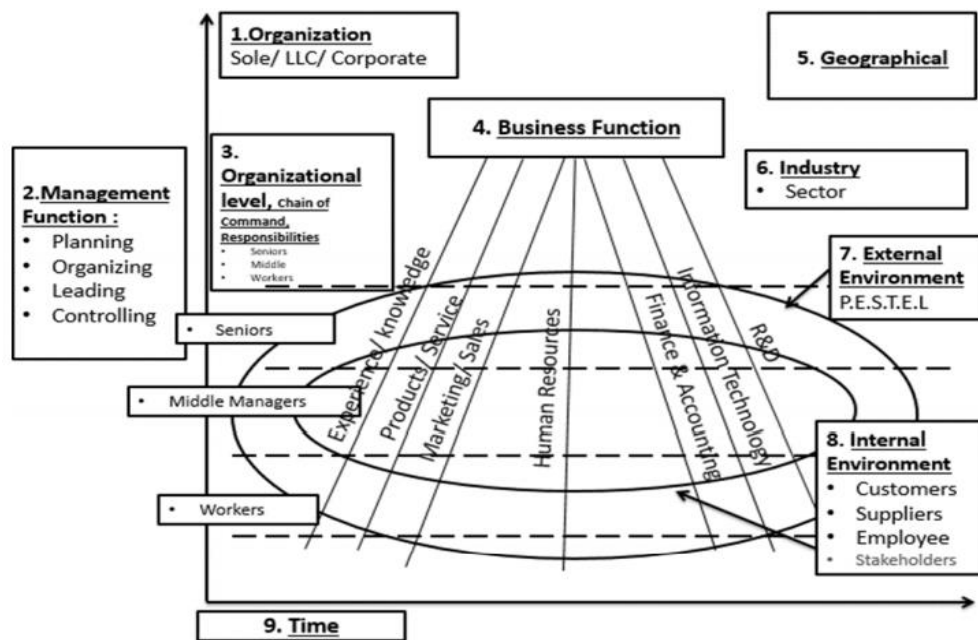 1.Organization
Sole/ LLC/ Corporate
5. Geographical
4. Business Function
2.Management
Function :
• Planning
• Organizing
• Leading
• Controlling
3.
Organizational
level, Chain of
Command,
Responsibilities
• Seniors
• Middle
• Workers
6. Industry
• Sector
7. External
Environment
P.E.S.T.E.L
• Seniors
• Middle Managers
• Workers
Experience/ knowledge
Products/ Service
Marketing/ Sales
Human Resources
Finance & Accounting
Information Technology
R&D
8. Internal
Environment
• Customers
• Suppliers
• Employee
• Stakeholders
9. Time